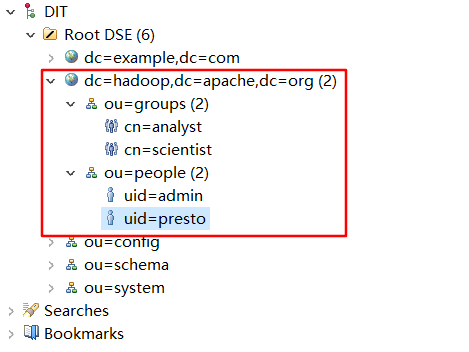 DIT
Root DSE (6)
dc=example,dc=com
dc=hadoop,dc=apache,dc=org (2)
ou=groups (2)
cn=analyst
cn=scientist
ou=people (2)
uid=admin
uid=presto
ou=config
ou=schema
ou=system
Searches
Bookmarks